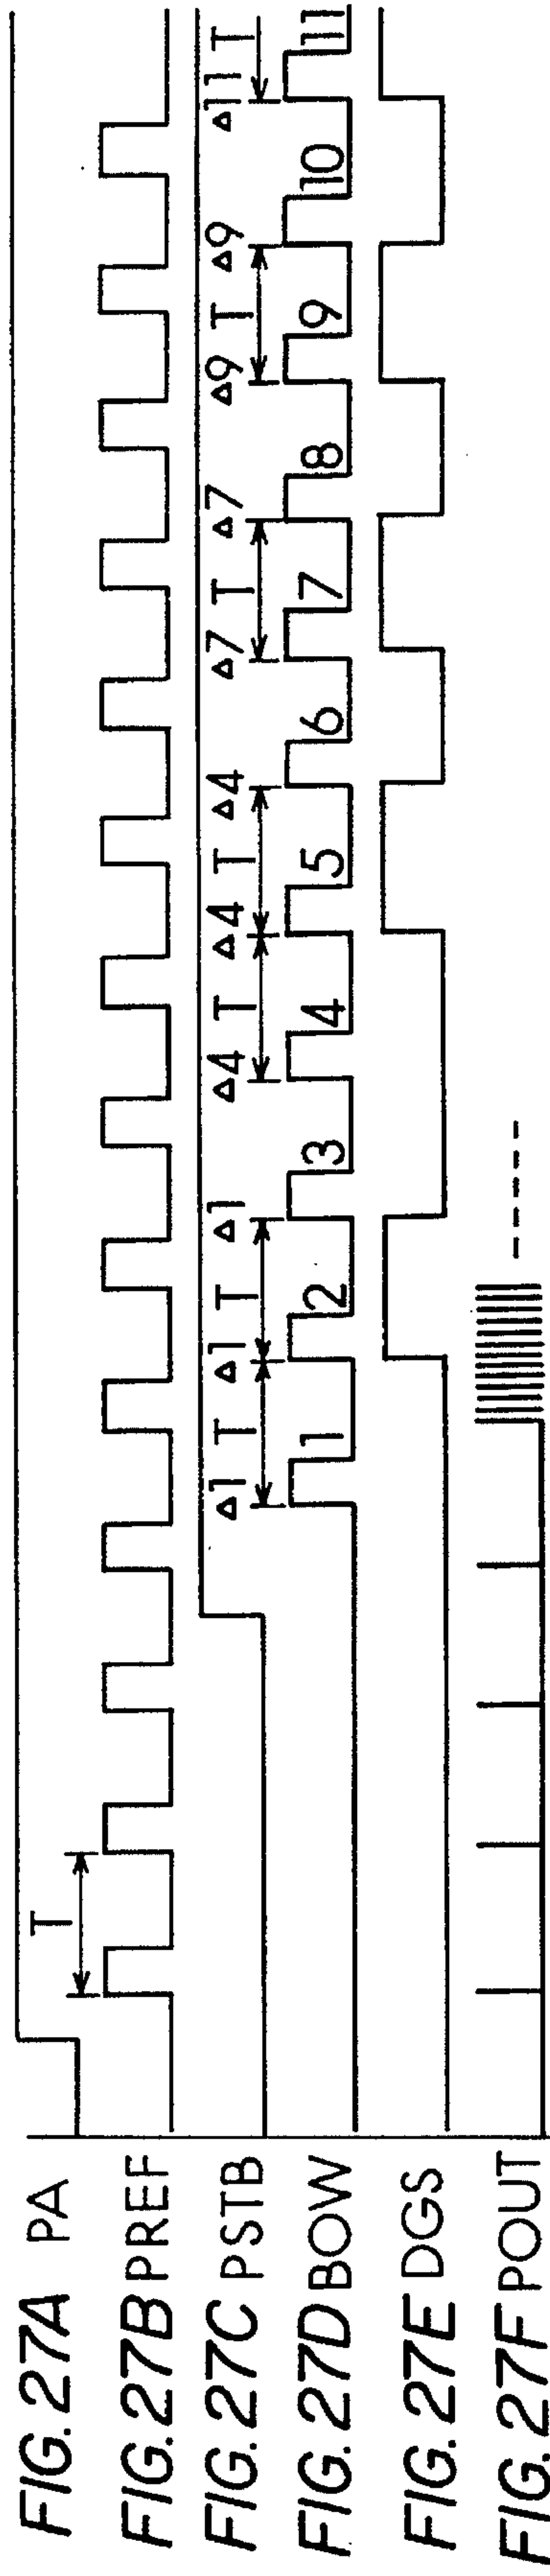 FIG. 27A PA
T
FIG. 27B PREF
FIG. 27C PSTB
Δ1 T Δ1 T Δ1 Δ4 T Δ4 T Δ4 Δ7 T Δ7 Δ9 T Δ9 Δ11 T
FIG. 27D BOW
1 2 3 4 5 6 7 8 9 10 11
FIG. 27E DGS
FIG. 27F POUT